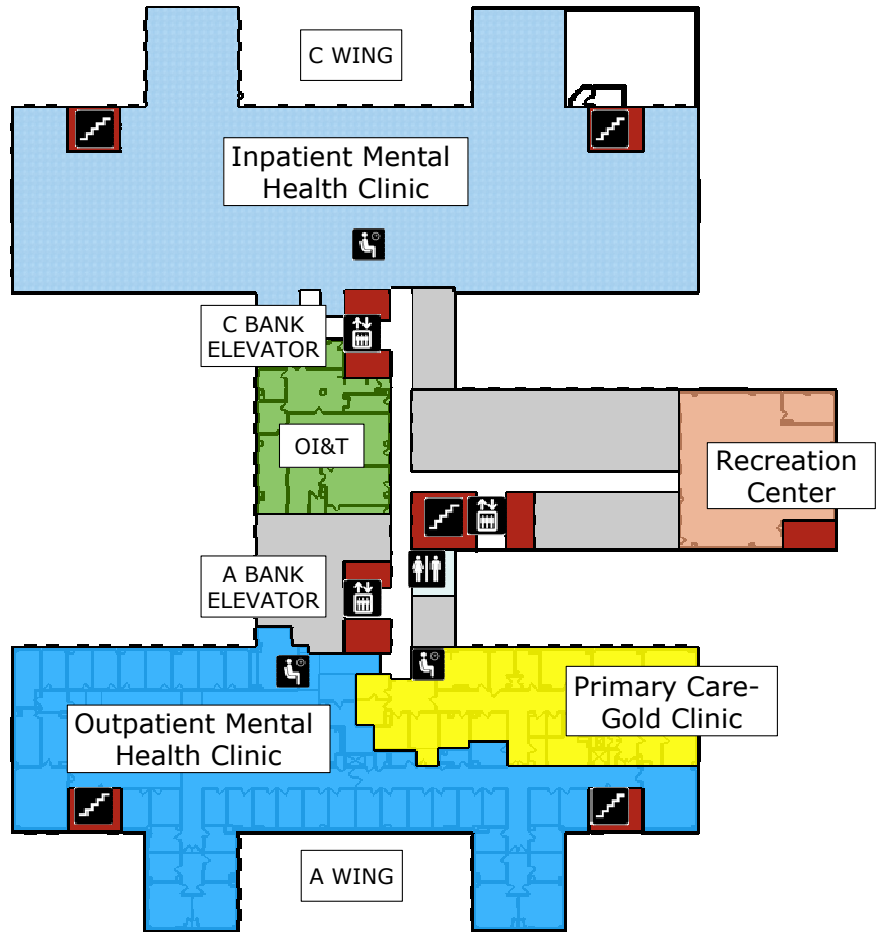 C WING
Inpatient Mental
Health Clinic
C BANK
ELEVATOR
OI&T
Recreation
Center
A BANK
ELEVATOR
Primary Care-
Gold Clinic
Outpatient Mental
Health Clinic
A WING